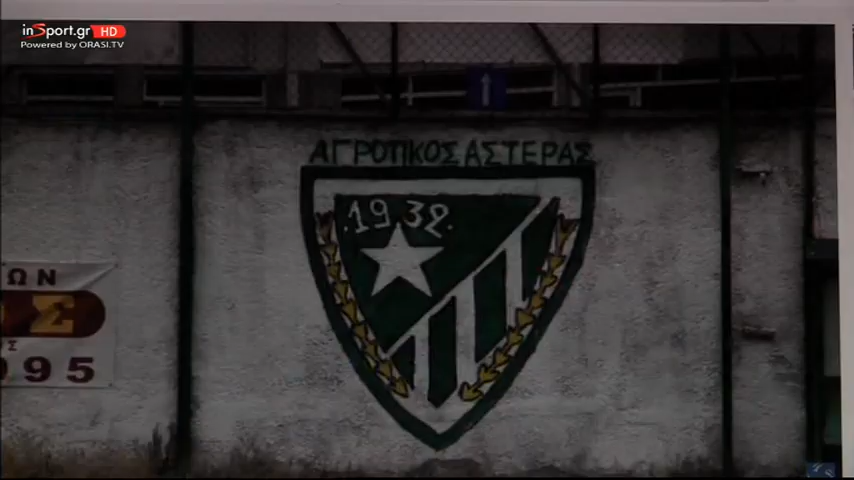 inSport.gr HD
Powered by ORASI.TV
ΑΓΡΟΤΙΚΟΣ ΑΣΤΕΡΑΣ
.1932.
ΩΝ
Σ
995